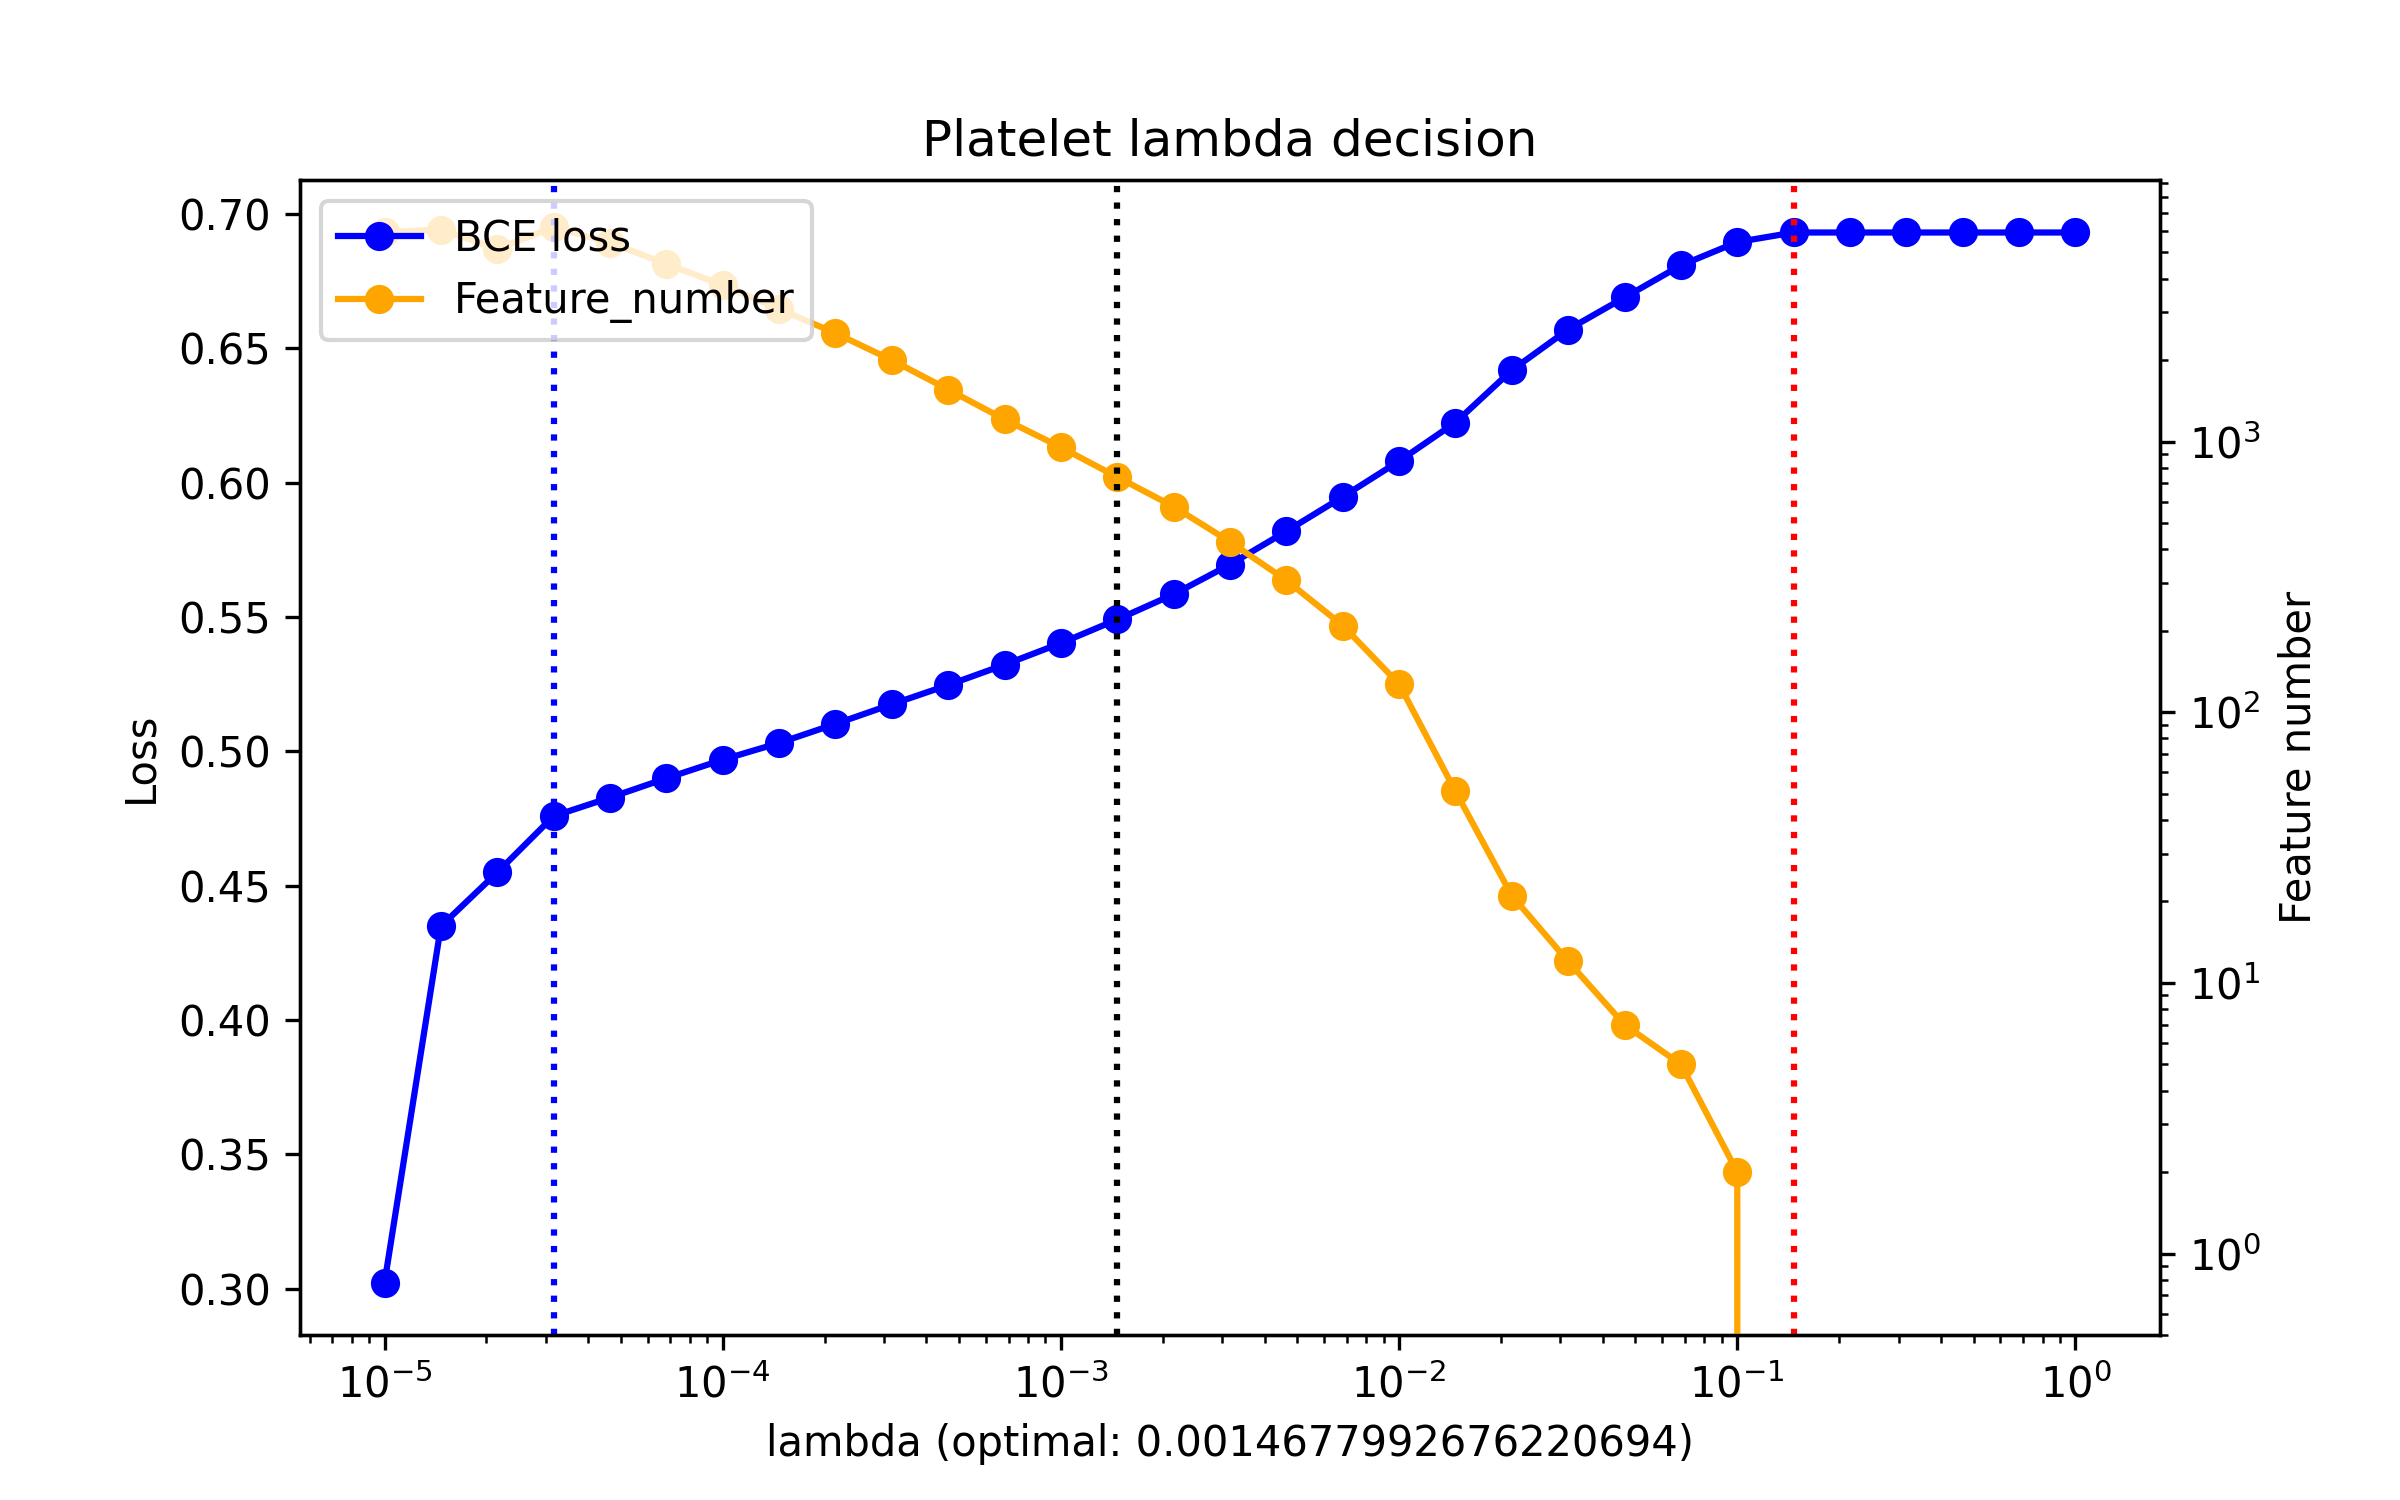 Platelet lambda decision
BCE loss
Feature_number
0.70
0.65
0.60
0.55
0.50
0.45
0.40
0.35
0.30
Loss
10³
10²
10¹
10⁰
Feature number
10⁻⁵ 10⁻⁴ 10⁻³ 10⁻² 10⁻¹ 10⁰
lambda (optimal: 0.0014677992676220694)